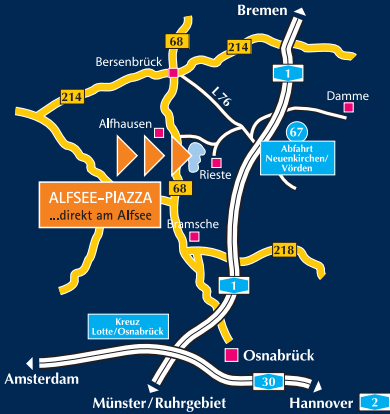 Bremen
68
214
Bersenbrück
1
L 76
Damme
214
Alfhausen
67
Abfahrt
Neuenkirchen/
Vörden
Rieste
ALFSEE-PIAZZA
...direkt am Alfsee
68
Bramsche
218
1
Kreuz
Lotte/Osnabrück
Osnabrück
Amsterdam
30
Münster/Ruhrgebiet
Hannover
2